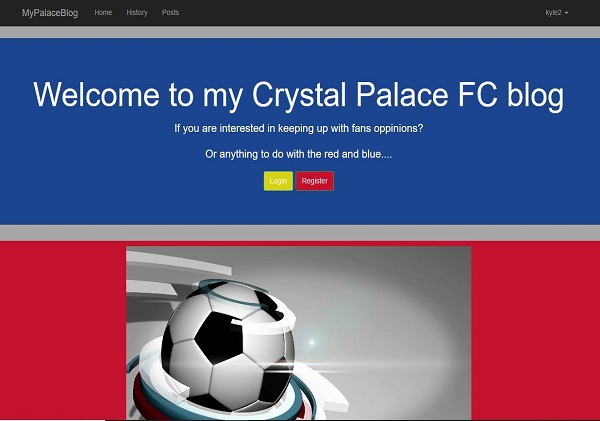 MyPalaceBlog Home History Posts kyle2
Welcome to my Crystal Palace FC blog
If you are interested in keeping up with fans oppinions?
Or anything to do with the red and blue....
Login Register